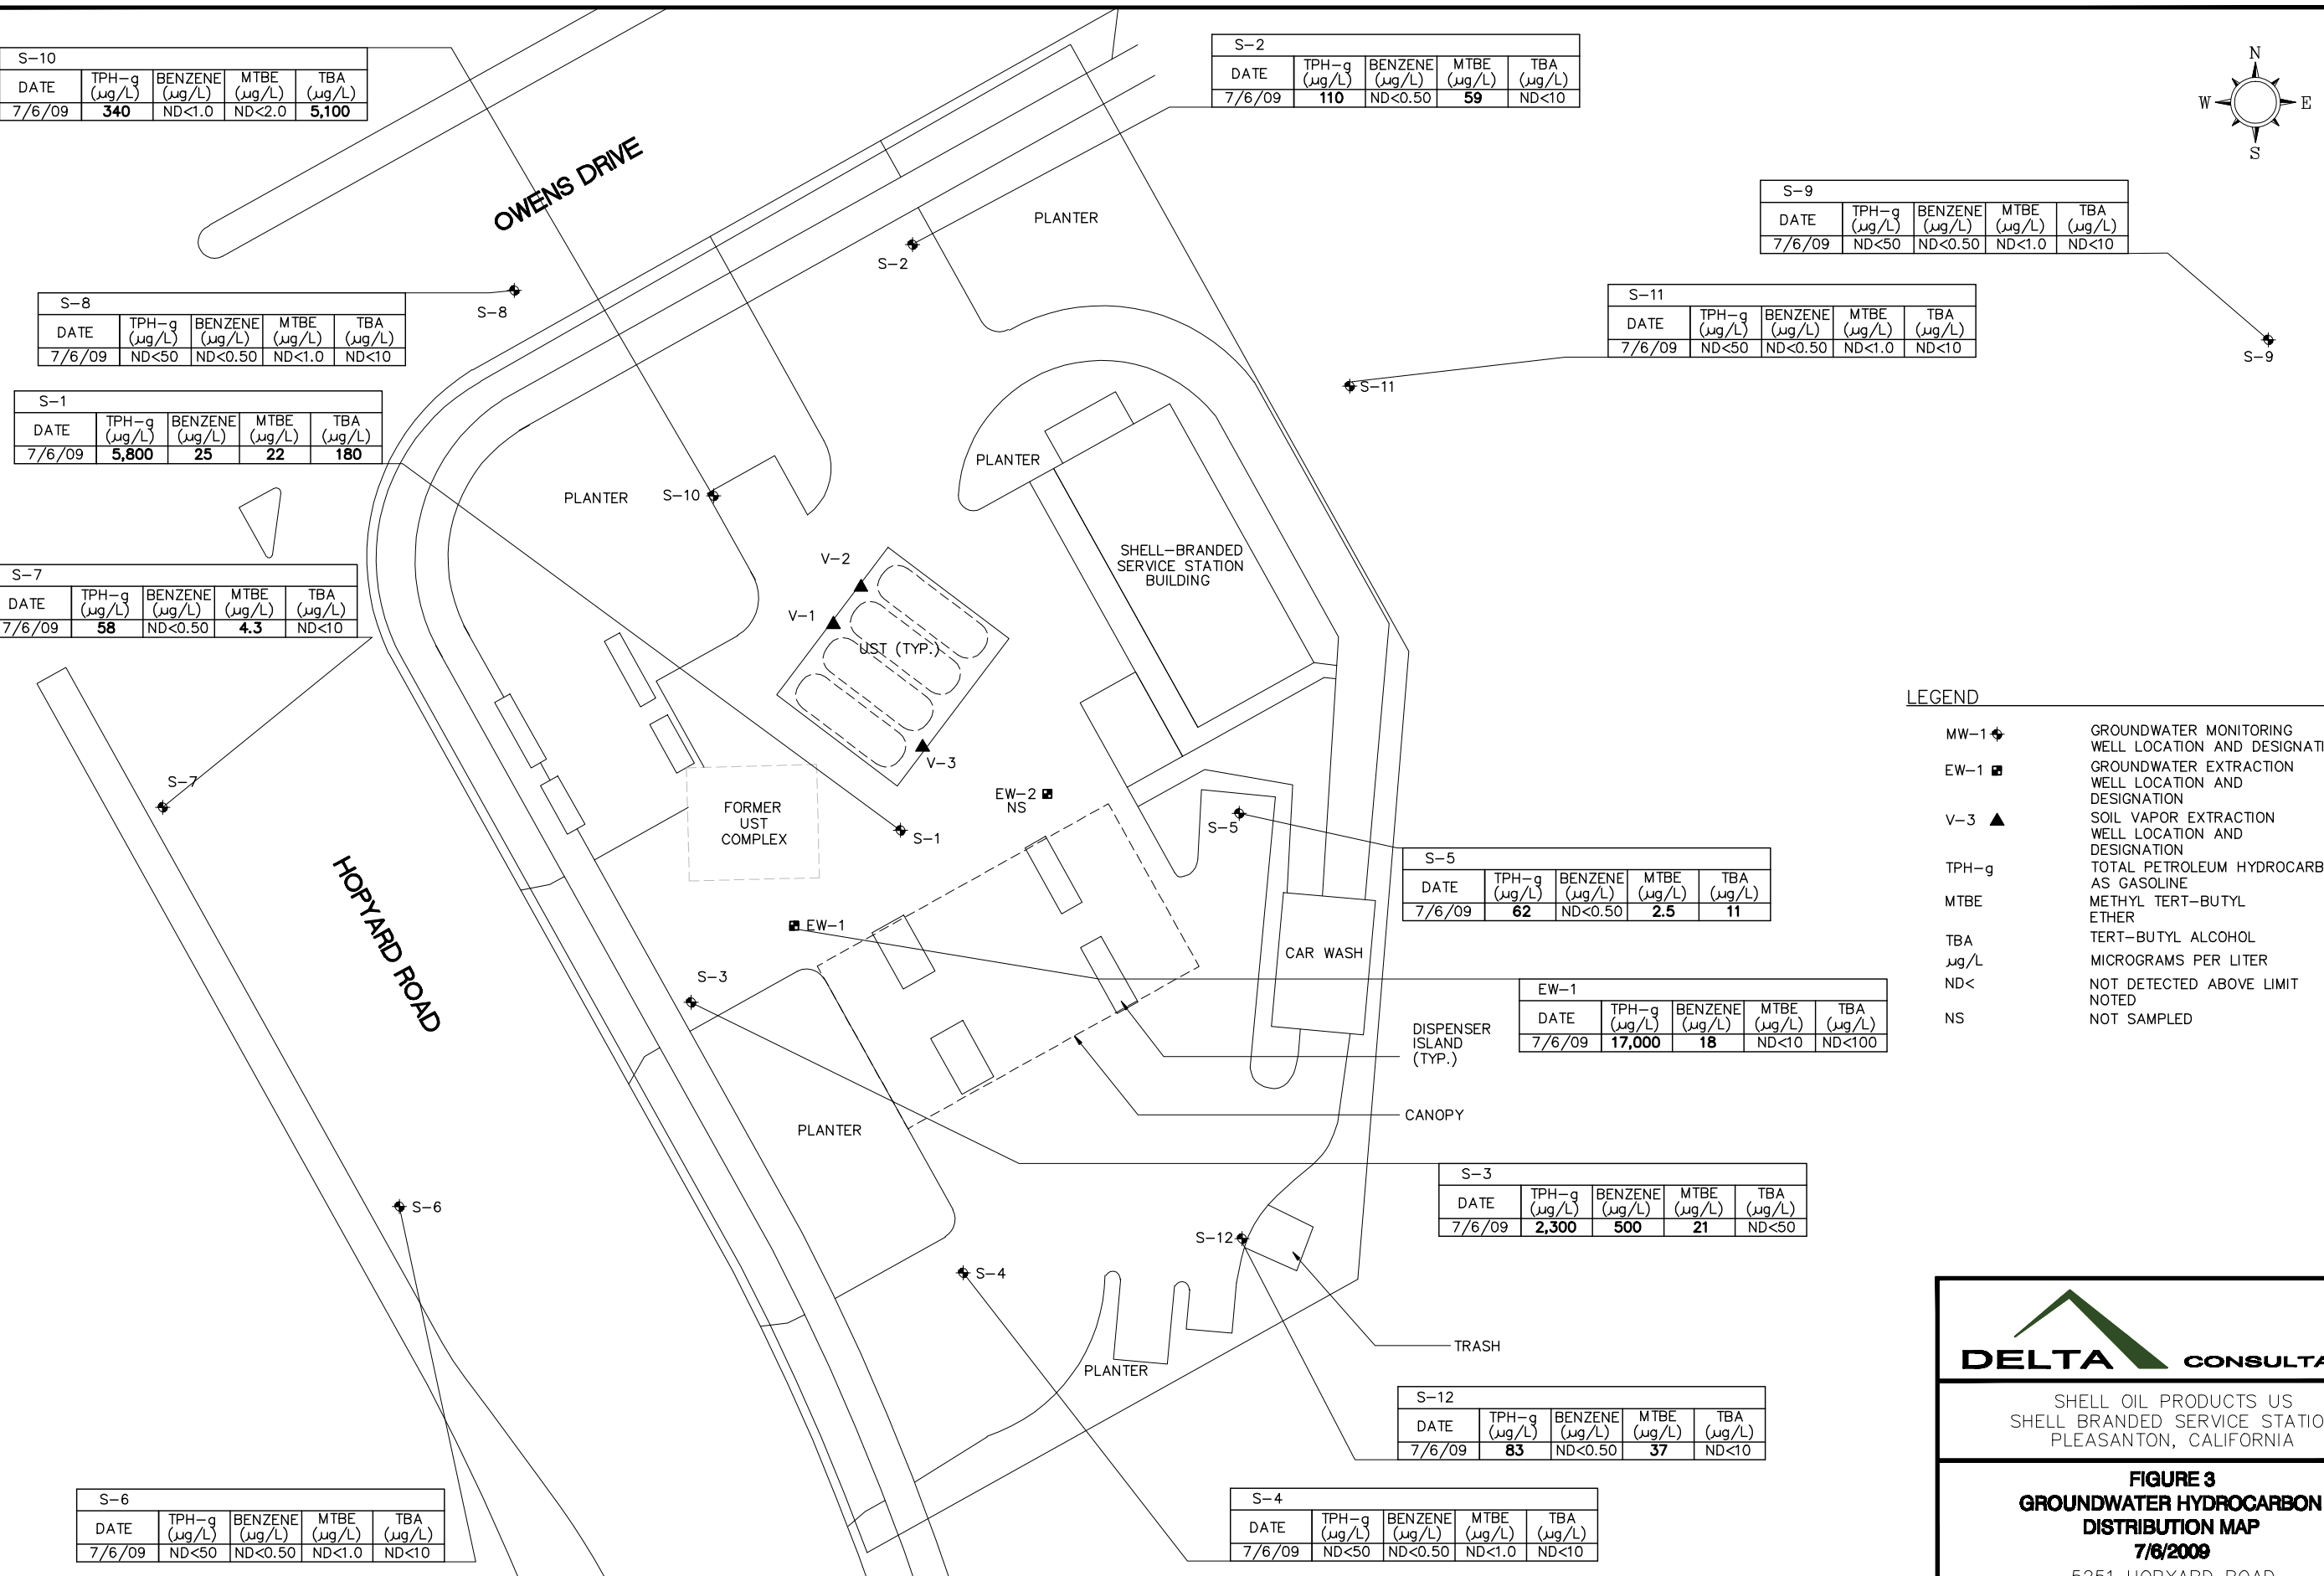 S-10
DATE TPH-g (µg/L) BENZENE (µg/L) MTBE (µg/L) TBA (µg/L)
7/6/09 340 ND<1.0 ND<2.0 5,100
S-2
DATE TPH-g (µg/L) BENZENE (µg/L) MTBE (µg/L) TBA (µg/L)
7/6/09 110 ND<0.50 59 ND<10
N
W E
S
OWENS DRIVE
PLANTER
S-9
DATE TPH-g (µg/L) BENZENE (µg/L) MTBE (µg/L) TBA (µg/L)
7/6/09 ND<50 ND<0.50 ND<1.0 ND<10
S-2
S-8
S-8
DATE TPH-g (µg/L) BENZENE (µg/L) MTBE (µg/L) TBA (µg/L)
7/6/09 ND<50 ND<0.50 ND<1.0 ND<10
S-11
DATE TPH-g (µg/L) BENZENE (µg/L) MTBE (µg/L) TBA (µg/L)
7/6/09 ND<50 ND<0.50 ND<1.0 ND<10
S-9
S-11
S-1
DATE TPH-g (µg/L) BENZENE (µg/L) MTBE (µg/L) TBA (µg/L)
7/6/09 5,800 25 22 180
PLANTER
PLANTER
S-10
SHELL-BRANDED
SERVICE STATION
BUILDING
V-2
V-1
UST (TYP.)
V-3
S-7
DATE TPH-g (µg/L) BENZENE (µg/L) MTBE (µg/L) TBA (µg/L)
7/6/09 58 ND<0.50 4.3 ND<10
S-7
FORMER
UST
COMPLEX
EW-2
NS
S-1
S-5
HOPYARD ROAD
LEGEND
MW-1 GROUNDWATER MONITORING
WELL LOCATION AND
EW-1 GROUNDWATER EXTRACTION
WELL LOCATION AND
DESIGNATION
V-3 SOIL VAPOR EXTRACTION
WELL LOCATION AND
DESIGNATION
TPH-g TOTAL PETROLEUM
AS GASOLINE
MTBE METHYL TERT-BUTYL
ETHER
TBA TERT-BUTYL ALCOHOL
µg/L MICROGRAMS PER LITER
ND< NOT DETECTED ABOVE LIMIT
NOTED
NS NOT SAMPLED
S-5
DATE TPH-g (µg/L) BENZENE (µg/L) MTBE (µg/L) TBA (µg/L)
7/6/09 62 ND<0.50 2.5 11
EW-1
CAR WASH
S-3
EW-1
DATE TPH-g (µg/L) BENZENE (µg/L) MTBE (µg/L) TBA (µg/L)
7/6/09 17,000 18 ND<10 ND<100
DISPENSER
ISLAND
(TYP.)
CANOPY
PLANTER
S-3
DATE TPH-g (µg/L) BENZENE (µg/L) MTBE (µg/L) TBA (µg/L)
7/6/09 2,300 500 21 ND<50
S-6
S-12
S-4
TRASH
PLANTER
S-12
DATE TPH-g (µg/L) BENZENE (µg/L) MTBE (µg/L) TBA (µg/L)
7/6/09 83 ND<0.50 37 ND<10
S-6
DATE TPH-g (µg/L) BENZENE (µg/L) MTBE (µg/L) TBA (µg/L)
7/6/09 ND<50 ND<0.50 ND<1.0 ND<10
S-4
DATE TPH-g (µg/L) BENZENE (µg/L) MTBE (µg/L) TBA (µg/L)
7/6/09 ND<50 ND<0.50 ND<1.0 ND<10
DELTA
SHELL OIL PRODUCTS US
SHELL BRANDED SERVICE
PLEASANTON, CALIFORNIA
FIGURE 3
GROUNDWATER HYDROCARBON
DISTRIBUTION MAP
7/6/2009
5251 HOPYARD ROAD